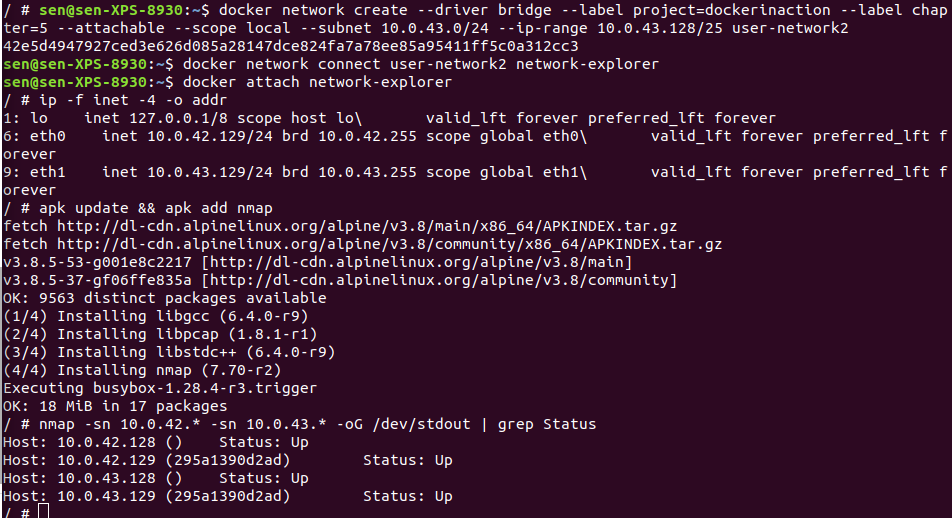 / # sen@sen-XPS-8930:~$ docker network create --driver bridge --label project=dockerinaction --label chap
ter=5 --attachable --scope local --subnet 10.0.43.0/24 --ip-range 10.0.43.128/25 user-network2
42e5d4947927ced3e626d085a28147dce824fa7a78ee85a95411ff5c0a312cc3
sen@sen-XPS-8930:~$ docker network connect user-network2 network-explorer
sen@sen-XPS-8930:~$ docker attach network-explorer
/ # ip -f inet -4 -o addr
1: lo    inet 127.0.0.1/8 scope host lo\       valid_lft forever preferred_lft forever
6: eth0    inet 10.0.42.129/24 brd 10.0.42.255 scope global eth0\       valid_lft forever preferred_lft f
orever
9: eth1    inet 10.0.43.129/24 brd 10.0.43.255 scope global eth1\       valid_lft forever preferred_lft f
orever
/ # apk update && apk add nmap
fetch http://dl-cdn.alpinelinux.org/alpine/v3.8/main/x86_64/APKINDEX.tar.gz
fetch http://dl-cdn.alpinelinux.org/alpine/v3.8/community/x86_64/APKINDEX.tar.gz
v3.8.5-53-g001e8c2217 [http://dl-cdn.alpinelinux.org/alpine/v3.8/main]
v3.8.5-37-gf06ffe835a [http://dl-cdn.alpinelinux.org/alpine/v3.8/community]
OK: 9563 distinct packages available
(1/4) Installing libgcc (6.4.0-r9)
(2/4) Installing libpcap (1.8.1-r1)
(3/4) Installing libstdc++ (6.4.0-r9)
(4/4) Installing nmap (7.70-r2)
Executing busybox-1.28.4-r3.trigger
OK: 18 MiB in 17 packages
/ # nmap -sn 10.0.42.* -sn 10.0.43.* -oG /dev/stdout | grep Status
Host: 10.0.42.128 ()    Status: Up
Host: 10.0.42.129 (295a1390d2ad)        Status: Up
Host: 10.0.43.128 ()    Status: Up
Host: 10.0.43.129 (295a1390d2ad)        Status: Up
/ #